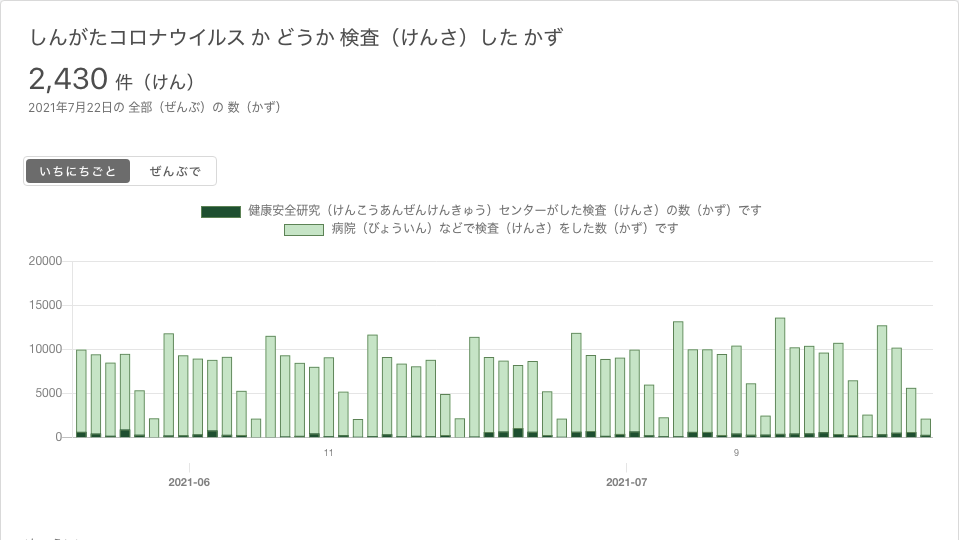 しんがたコロナウイルス か どうか 検査（けんさ）した かず
2,430 件（けん）
2021年7月22日の 全部（ぜんぶ）の 数（かず）
いちにちごと ぜんぶで
健康安全研究（けんこうあんぜんけんきゅう）センターがした検査（けんさ）の数（かず）です
病院（びょういん）などで検査（けんさ）をした数（かず）です
20000
15000
10000
5000
0
11 9
2021-06 2021-07